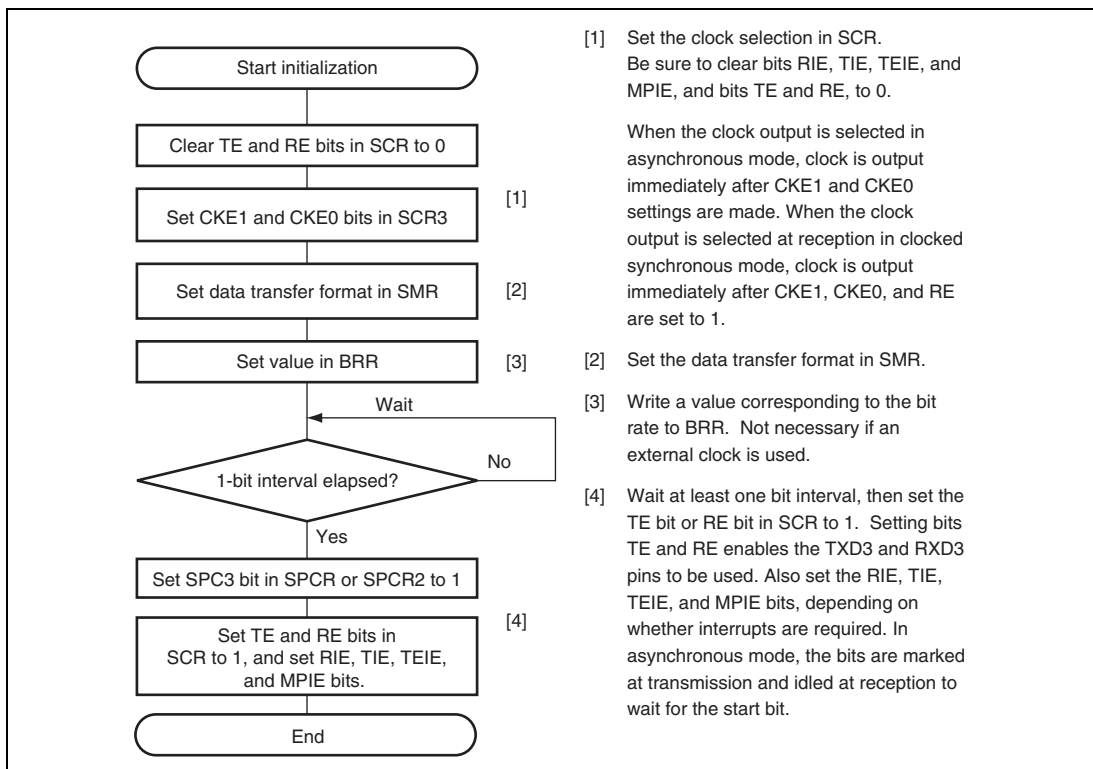 Start initialization
Clear TE and RE bits in SCR to 0
Set CKE1 and CKE0 bits in SCR3
[1]
Set data transfer format in SMR
[2]
Set value in BRR
[3]
Wait
1-bit interval elapsed?
No
Yes
Set SPC3 bit in SPCR or SPCR2 to 1
Set TE and RE bits in
SCR to 1, and set RIE, TIE, TEIE,
and MPIE bits.
[4]
End
[1] Set the clock selection in SCR.
Be sure to clear bits RIE, TIE, TEIE, and
MPIE, and bits TE and RE, to 0.
When the clock output is selected in
asynchronous mode, clock is output
immediately after CKE1 and CKE0
settings are made. When the clock
output is selected at reception in clocked
synchronous mode, clock is output
immediately after CKE1, CKE0, and RE
are set to 1.
[2] Set the data transfer format in SMR.
[3] Write a value corresponding to the bit
rate to BRR. Not necessary if an
external clock is used.
[4] Wait at least one bit interval, then set the
TE bit or RE bit in SCR to 1. Setting bits
TE and RE enables the TXD3 and RXD3
pins to be used. Also set the RIE, TIE,
TEIE, and MPIE bits, depending on
whether interrupts are required. In
asynchronous mode, the bits are marked
at transmission and idled at reception to
wait for the start bit.